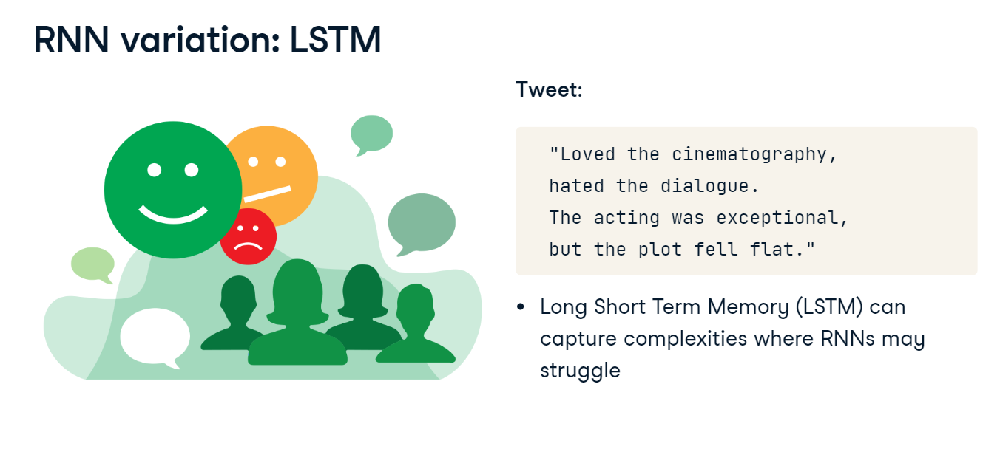 RNN variation: LSTM
Tweet:
"Loved the cinematography,
hated the dialogue.
The acting was exceptional,
but the plot fell flat."
• Long Short Term Memory (LSTM) can
capture complexities where RNNs may
struggle